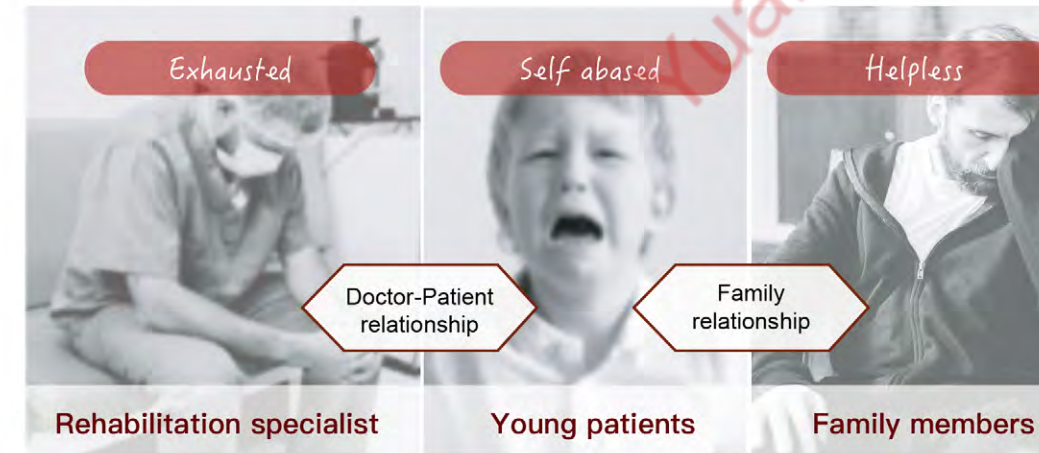 Exhausted
Self abased
Helpless
Doctor-Patient
relationship
Family
relationship
Rehabilitation specialist
Young patients
Family members